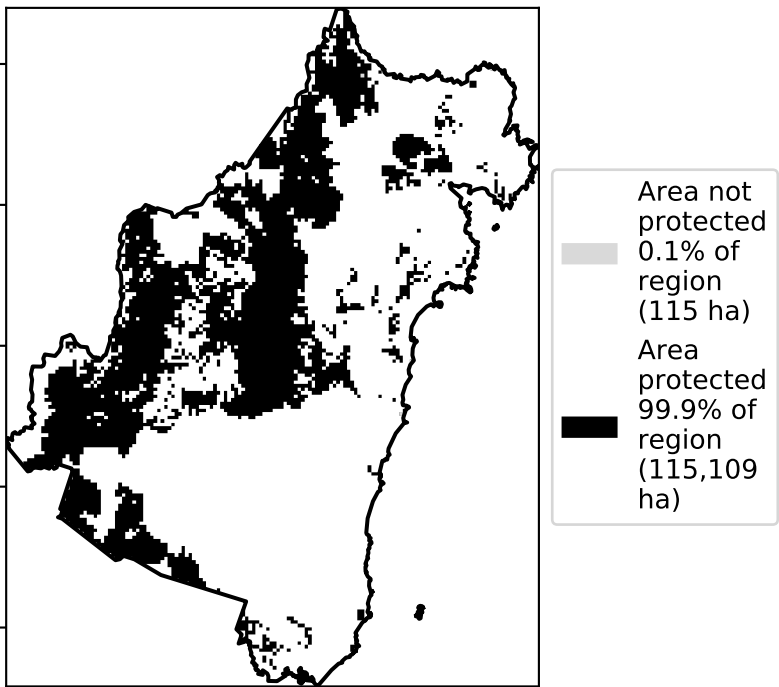 Area not
protected
0.1% of
region
(115 ha)
Area
protected
99.9% of
region
(115,109
ha)